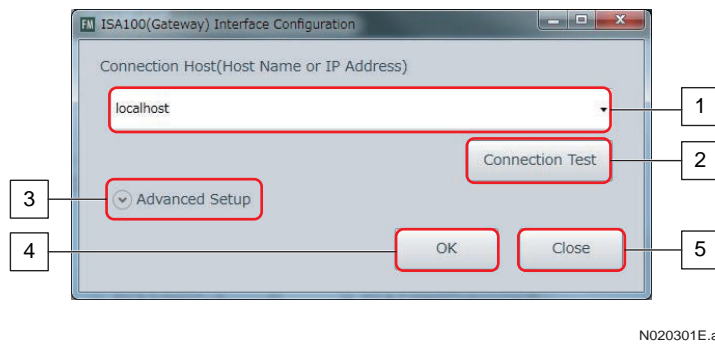 FM ISA100(Gateway) Interface Configuration
Connection Host(Host Name or IP Address)
localhost
1
Connection Test
2
3
Advanced Setup
4
OK
Close
5
N020301E.a